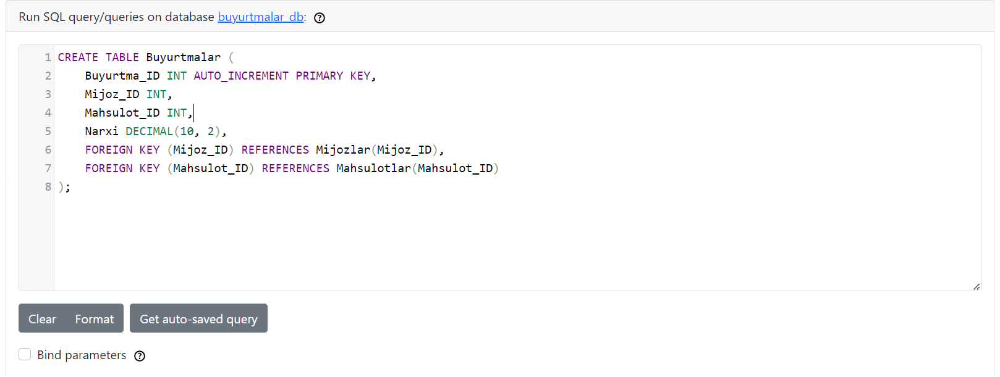 Run SQL query/queries on database buyurtmalar_db:
1 CREATE TABLE Buyurtmalar (
2 Buyurtma_ID INT AUTO_INCREMENT PRIMARY KEY,
3 Mijoz_ID INT,
4 Mahsulot_ID INT,
5 Narxi DECIMAL(10, 2),
6 FOREIGN KEY (Mijoz_ID) REFERENCES Mijozlar(Mijoz_ID),
7 FOREIGN KEY (Mahsulot_ID) REFERENCES Mahsulotlar(Mahsulot_ID)
8 );
Clear Format Get auto-saved query
Bind parameters